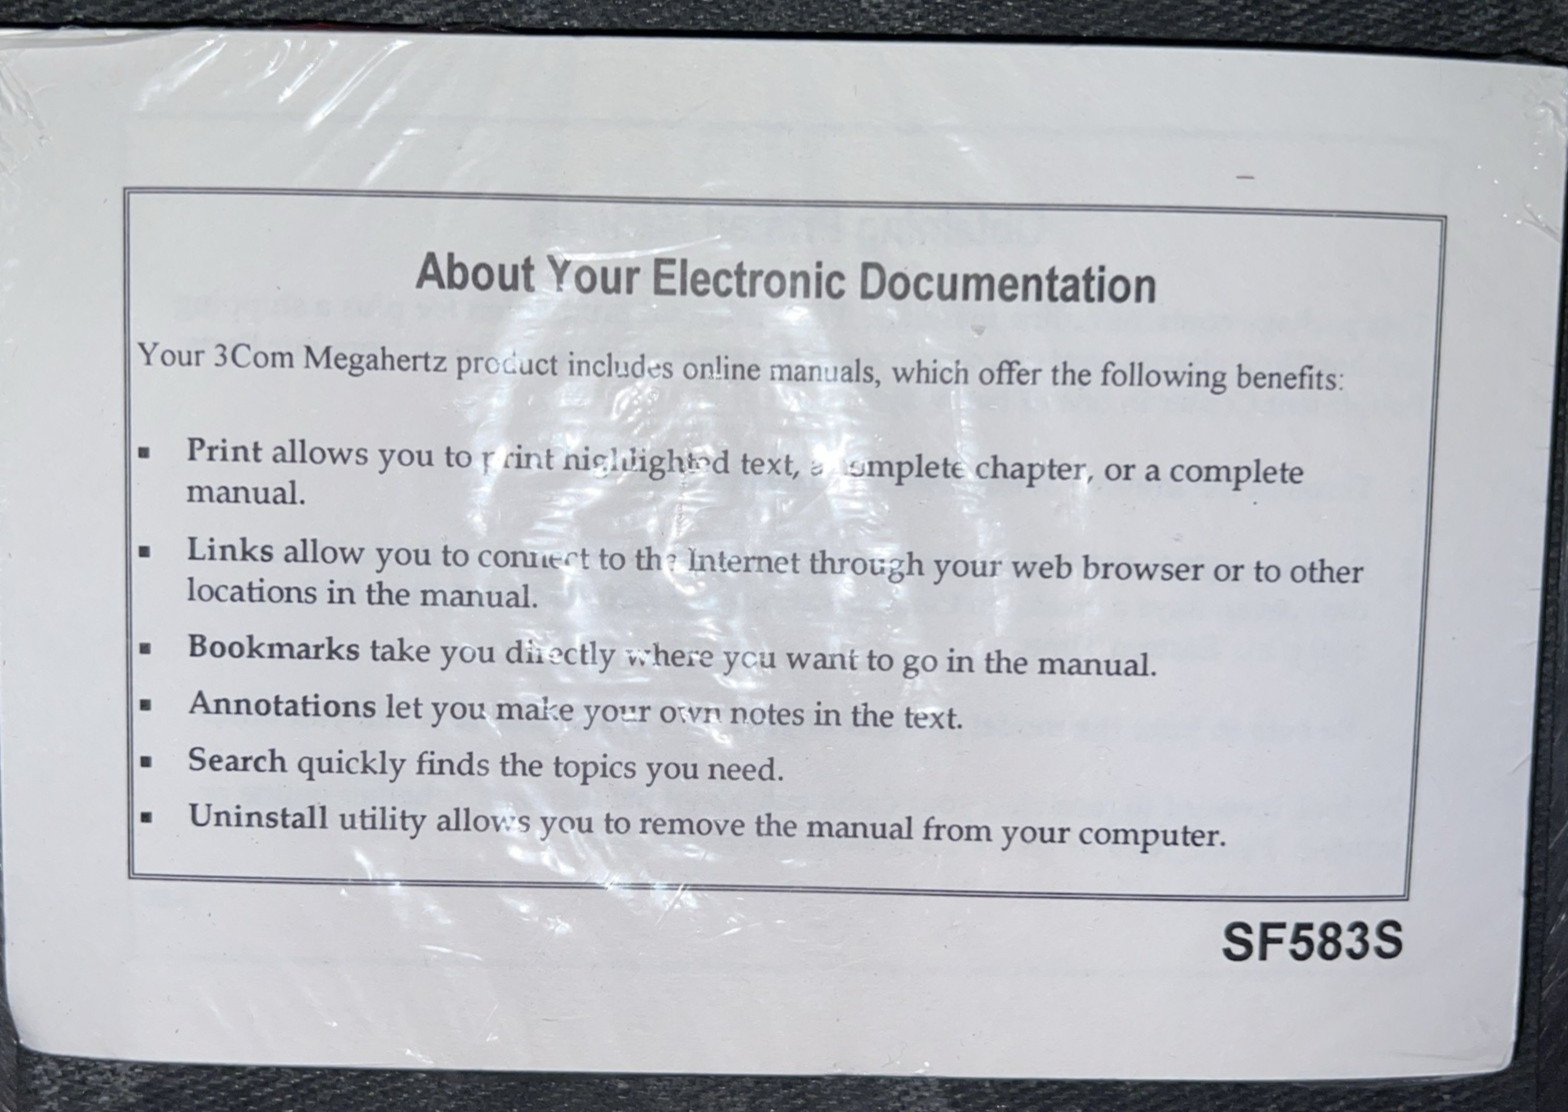 About Your Electronic Documentation
Your 3Com Megahertz product includes online manuals, which offer the following benefits:
▪ Print allows you to print highlighted text, a complete chapter, or a complete
manual.
▪ Links allow you to connect to the Internet through your web browser or to other
locations in the manual.
▪ Bookmarks take you directly where you want to go in the manual.
▪ Annotations let you make your own notes in the text.
▪ Search quickly finds the topics you need.
▪ Uninstall utility allows you to remove the manual from your computer.
SF583S